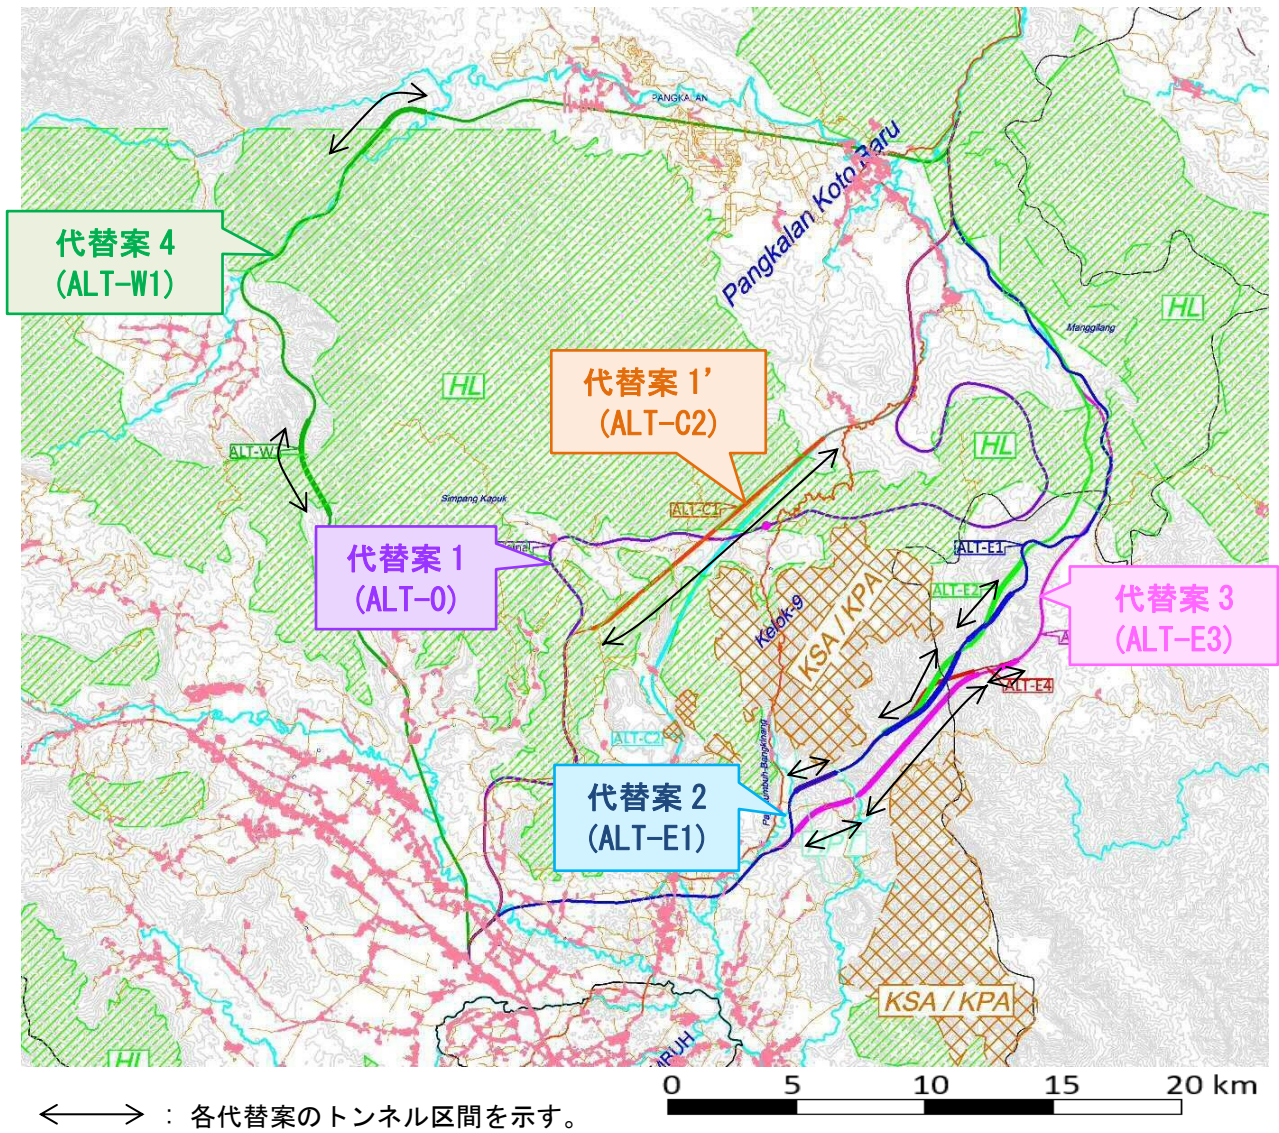 PANGKALAN
Pangkalan Koto Baru
代替案 4
(ALT-W1)
HL
Manggilang
代替案 1’
(ALT-C2)
HL
HL
ALT-W
Simpang Kapuk
ALT-C1
代替案 1
(ALT-O)
ALT-E1
ALT-E2
代替案 3
(ALT-E3)
Kelok-9
KSA / KPA
ALT-E4
ALT-C2
代替案 2
(ALT-E1)
KSA / KPA
HL
0 5 10 15 20 km
: 各代替案のトンネル区間を示す。